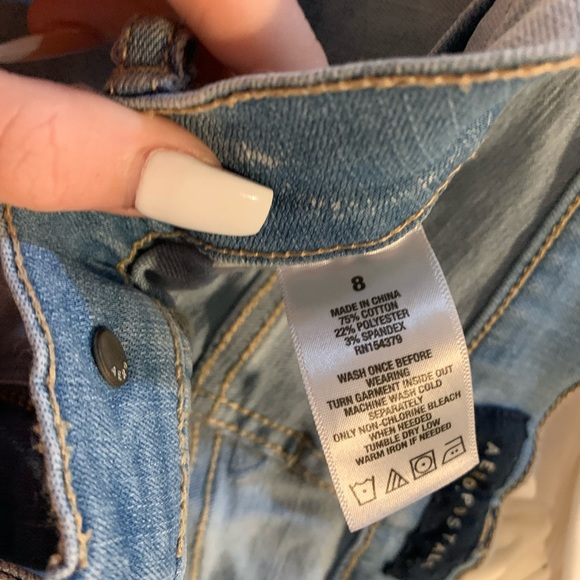 8
MADE IN CHINA
75% COTTON
22% POLYESTER
3% SPANDEX
RN154379
WASH ONCE BEFORE
WEARING
TURN GARMENT INSIDE OUT
MACHINE WASH COLD
SEPARATELY
ONLY NON-CHLORINE BLEACH
WHEN NEEDED
TUMBLE DRY LOW
WARM IRON IF NEEDED